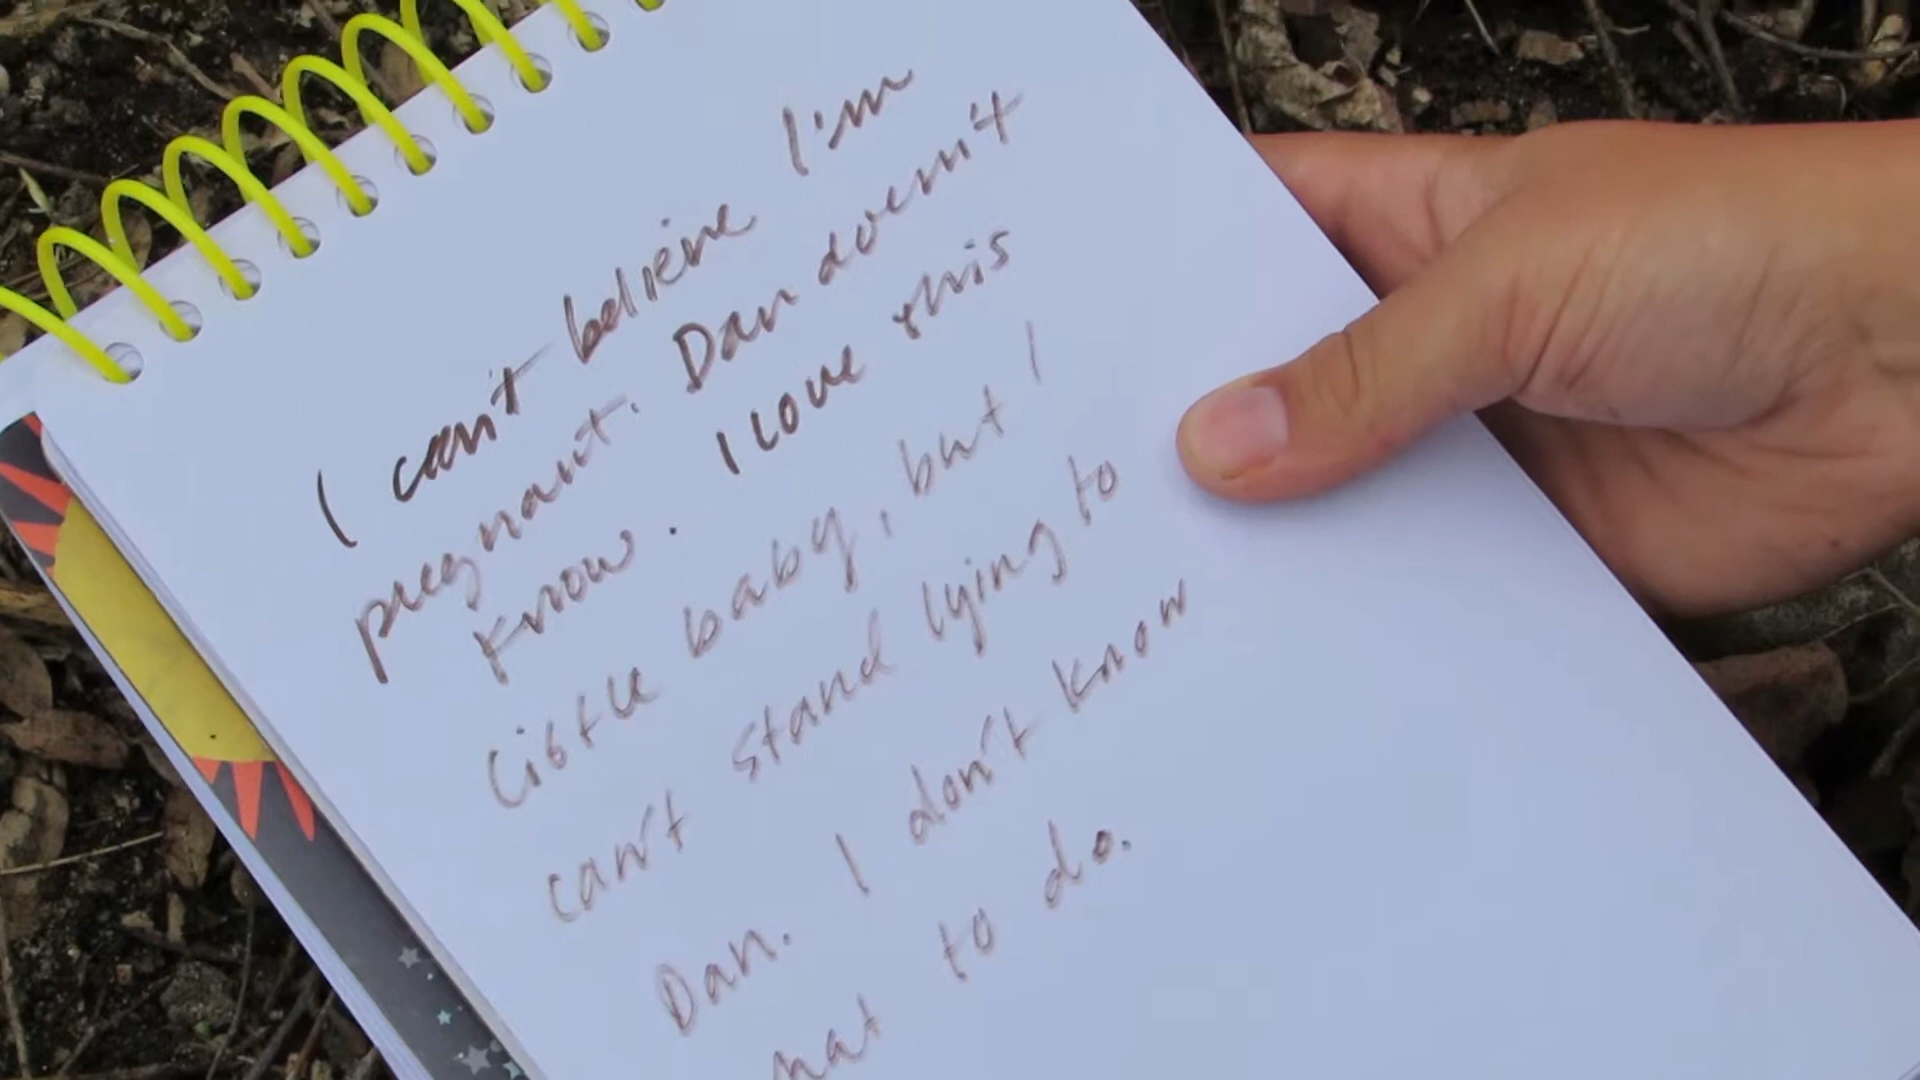 I can't believe I'm
pregnant. Dan doesn't
know. I love this
little baby, but I
can't stand lying to
Dan. I don't know
hat to do.